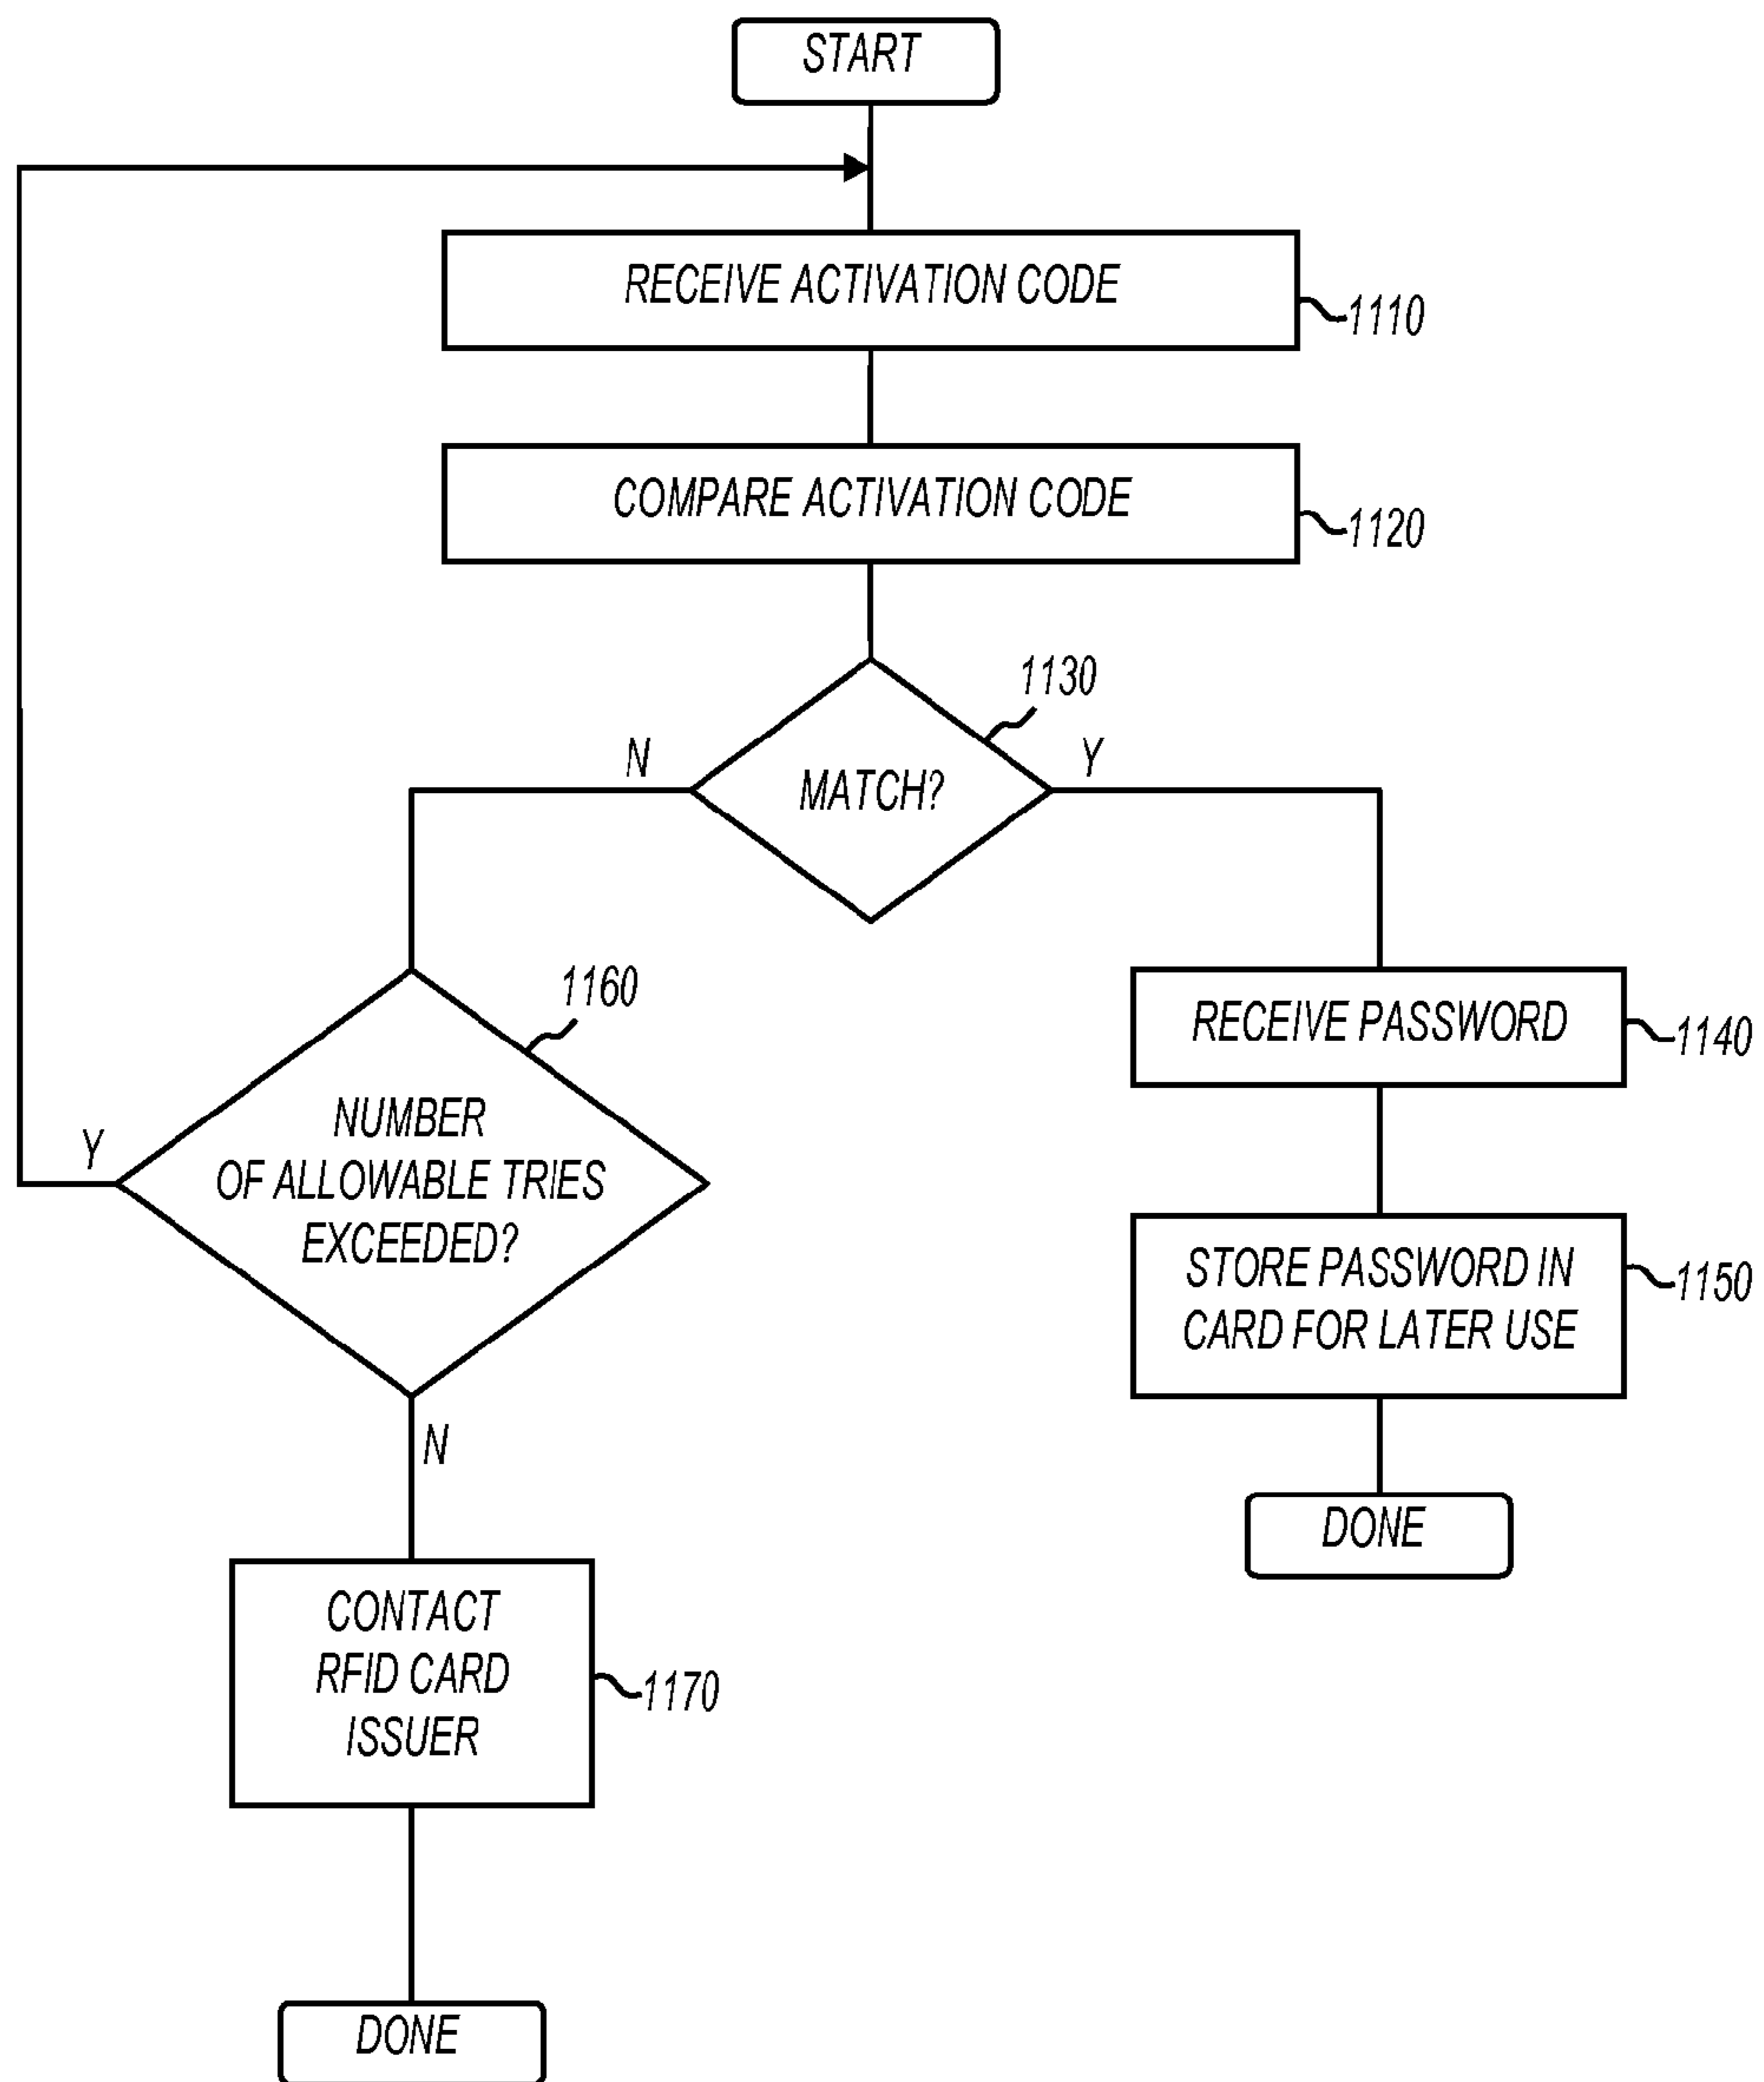 START
RECEIVE ACTIVATION CODE
1110
COMPARE ACTIVATION CODE
1120
1130
N
MATCH?
Y
1160
NUMBER
OF ALLOWABLE TRIES
EXCEEDED?
Y
N
RECEIVE PASSWORD
1140
STORE PASSWORD IN
CARD FOR LATER USE
1150
DONE
CONTACT
RFID CARD
ISSUER
1170
DONE